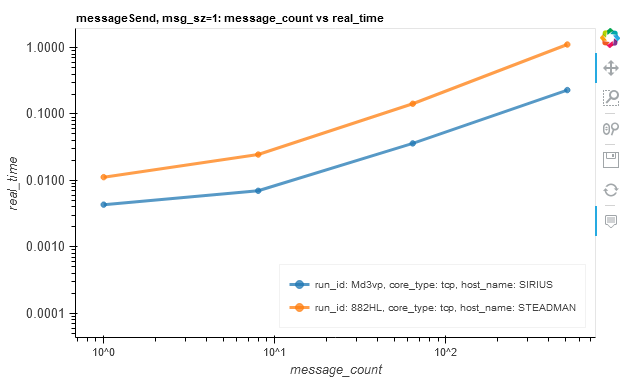 messageSend, msg_sz=1: message_count vs real_time
1.0000
0.1000
0.0100
0.0010
0.0001
real_time
run_id: Md3vp, core_type: tcp, host_name: SIRIUS
run_id: 882HL, core_type: tcp, host_name: STEADMAN
10^0
10^1
10^2
message_count